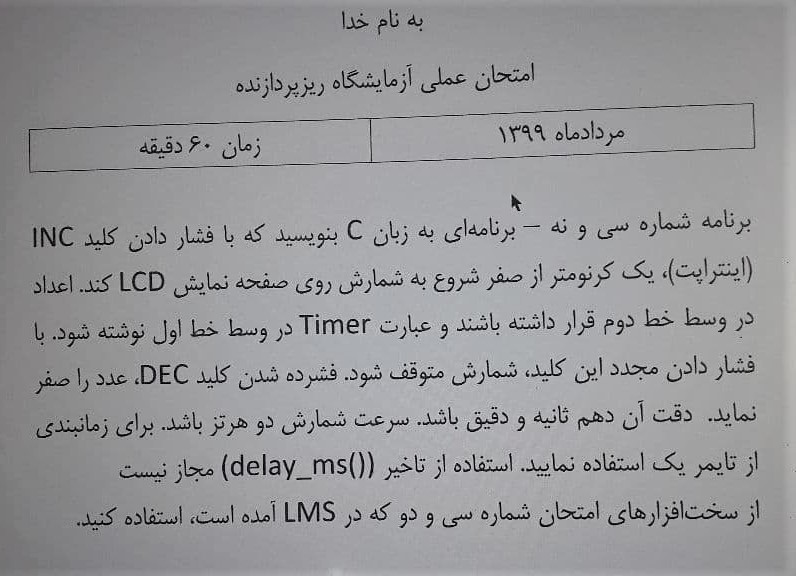 به نام خدا
امتحان عملی آزمایشگاه ریزپردازنده
مردادماه ۱۳۹۹
زمان ۶۰ دقیقه
برنامه شماره سی و نه – برنامه‌ای به زبان C بنویسید که با فشار دادن کلید INC
(اینتراپت)، یک کرنومتر از صفر شروع به شمارش روی صفحه نمایش LCD کند. اعداد
در وسط خط دوم قرار داشته باشند و عبارت Timer در وسط خط اول نوشته شود. با
فشار دادن مجدد این کلید، شمارش متوقف شود. فشرده شدن کلید DEC، عدد را صفر
نماید. دقت آن دهم ثانیه و دقیق باشد. سرعت شمارش دو هرتز باشد. برای زمانبندی
از تایمر یک استفاده نمایید. استفاده از تاخیر (delay_ms()) مجاز نیست
از سخت‌افزارهای امتحان شماره سی و دو که در LMS آمده است، استفاده کنید.